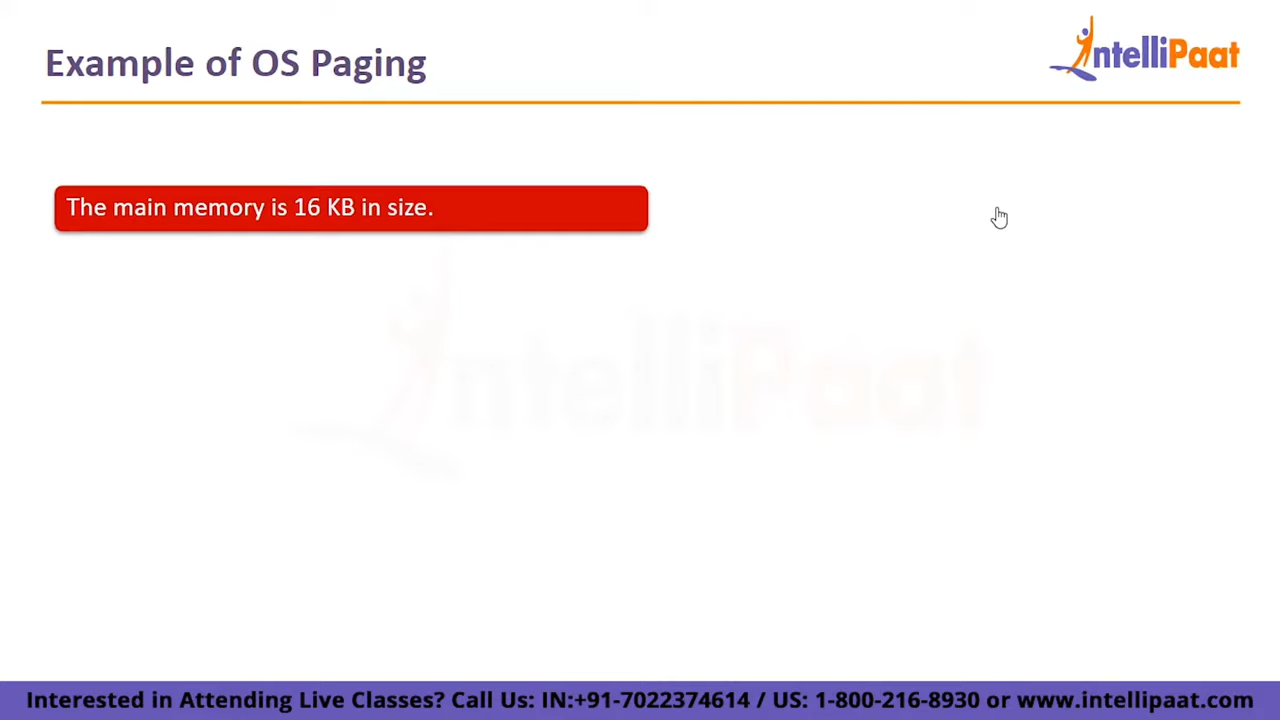 Example of OS Paging
IntelliPaat
The main memory is 16 KB in size.
IntelliPaat
Interested in Attending Live Classes? Call Us: IN:+91-7022374614 / US: 1-800-216-8930 or www.intellipaat.com